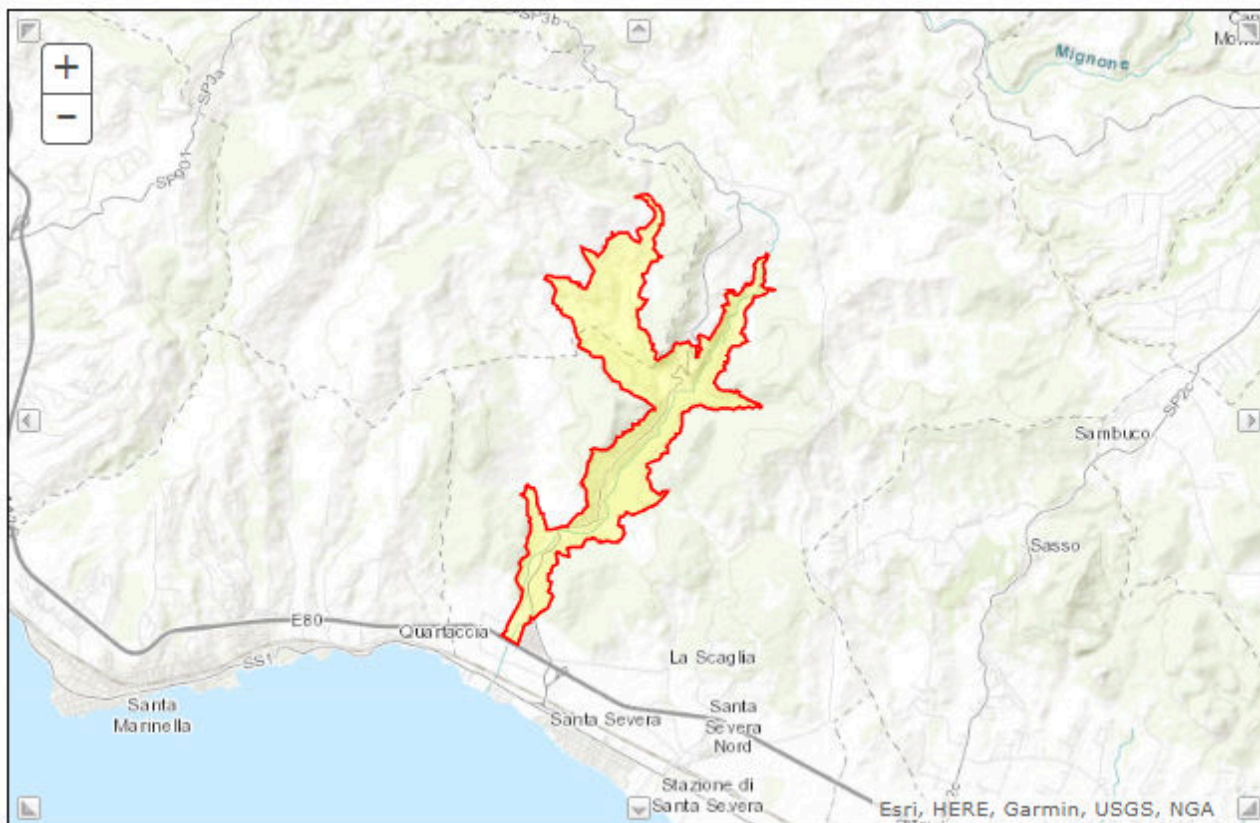 SP3b
SP3a
Mignone
+
−
Sambuco
SP2c
Sasso
E80
Quartaccia
SS1
La Scaglia
Santa
Marinella
Santa Severa
Santa
Severa
Nord
Stazione di
Santa Severa
Esri, HERE, Garmin, USGS, NGA